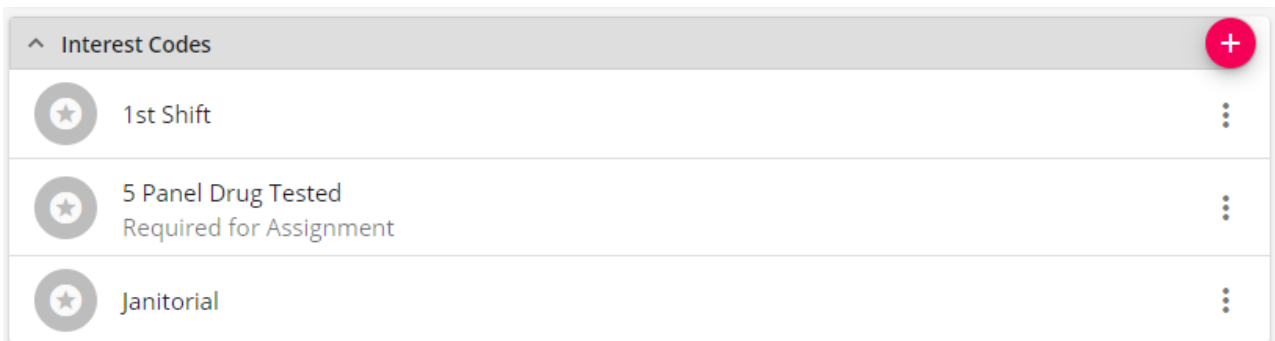 Interest Codes
1st Shift
5 Panel Drug Tested
Required for Assignment
Janitorial